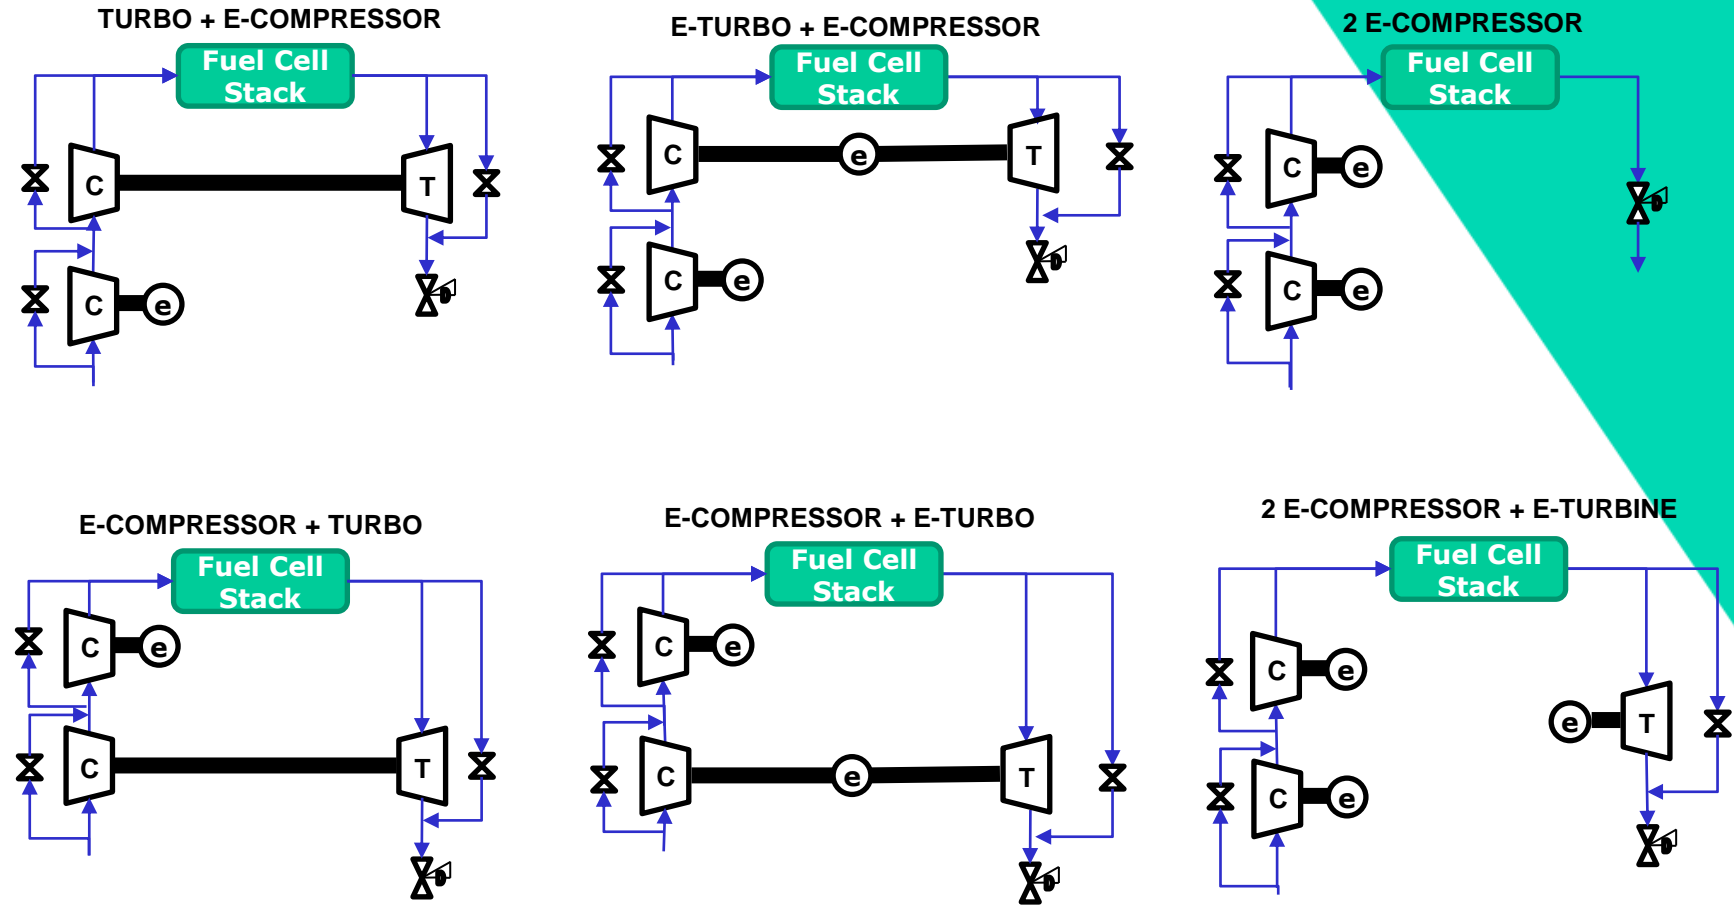 TURBO + E-COMPRESSOR
Fuel Cell
Stack
C
T
C
e
D
E-TURBO + E-COMPRESSOR
Fuel Cell
Stack
C
e
T
C
e
D
2 E-COMPRESSOR
Fuel Cell
Stack
C
e
D
C
e
E-COMPRESSOR + TURBO
Fuel Cell
Stack
C
e
C
T
D
E-COMPRESSOR + E-TURBO
Fuel Cell
Stack
C
e
C
e
T
D
2 E-COMPRESSOR + E-TURBINE
Fuel Cell
Stack
C
e
e
T
C
e
D